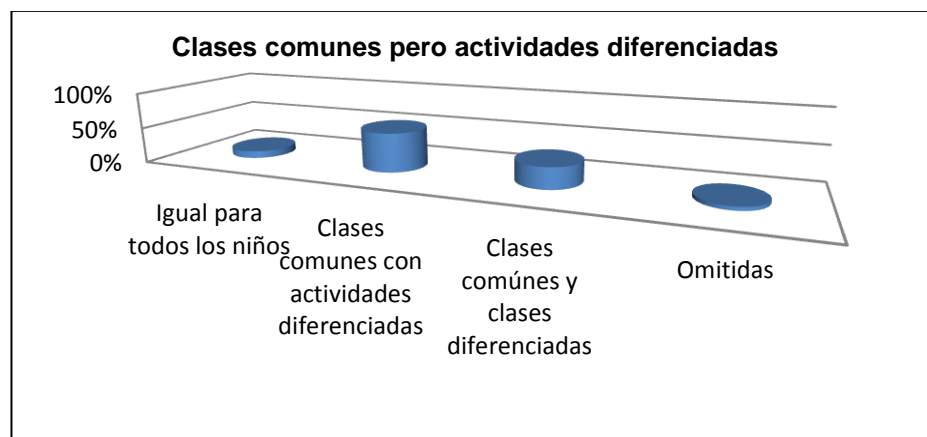 Clases comunes pero actividades diferenciadas
100%
50%
0%
Igual para
todos los niños
Clases
comunes con
actividades
diferenciadas
Clases
comúnes y
clases
diferenciadas
Omitidas